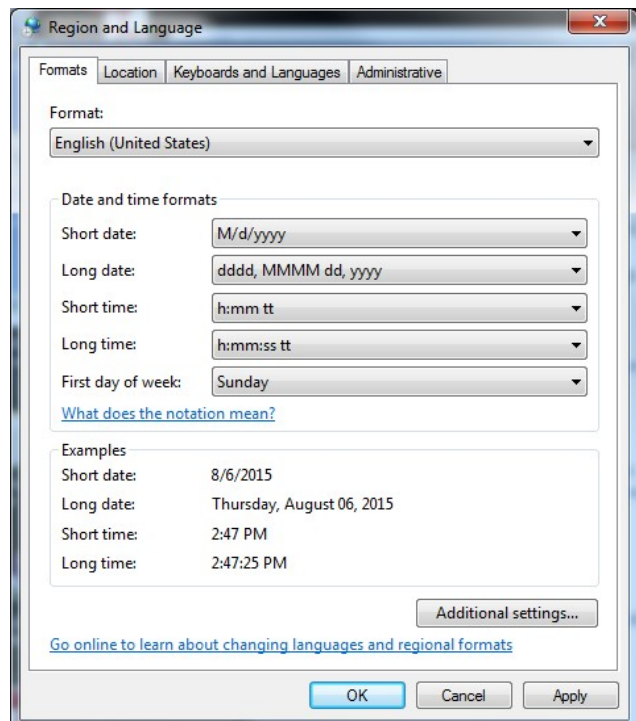 Region and Language
Formats Location Keyboards and Languages Administrative
Format:
English (United States)
Date and time formats
Short date: M/d/yyyy
Long date: dddd, MMMM dd, yyyy
Short time: h:mm tt
Long time: h:mm:ss tt
First day of week: Sunday
What does the notation mean?
Examples
Short date: 8/6/2015
Long date: Thursday, August 06, 2015
Short time: 2:47 PM
Long time: 2:47:25 PM
Additional settings...
Go online to learn about changing languages and regional formats
OK Cancel Apply